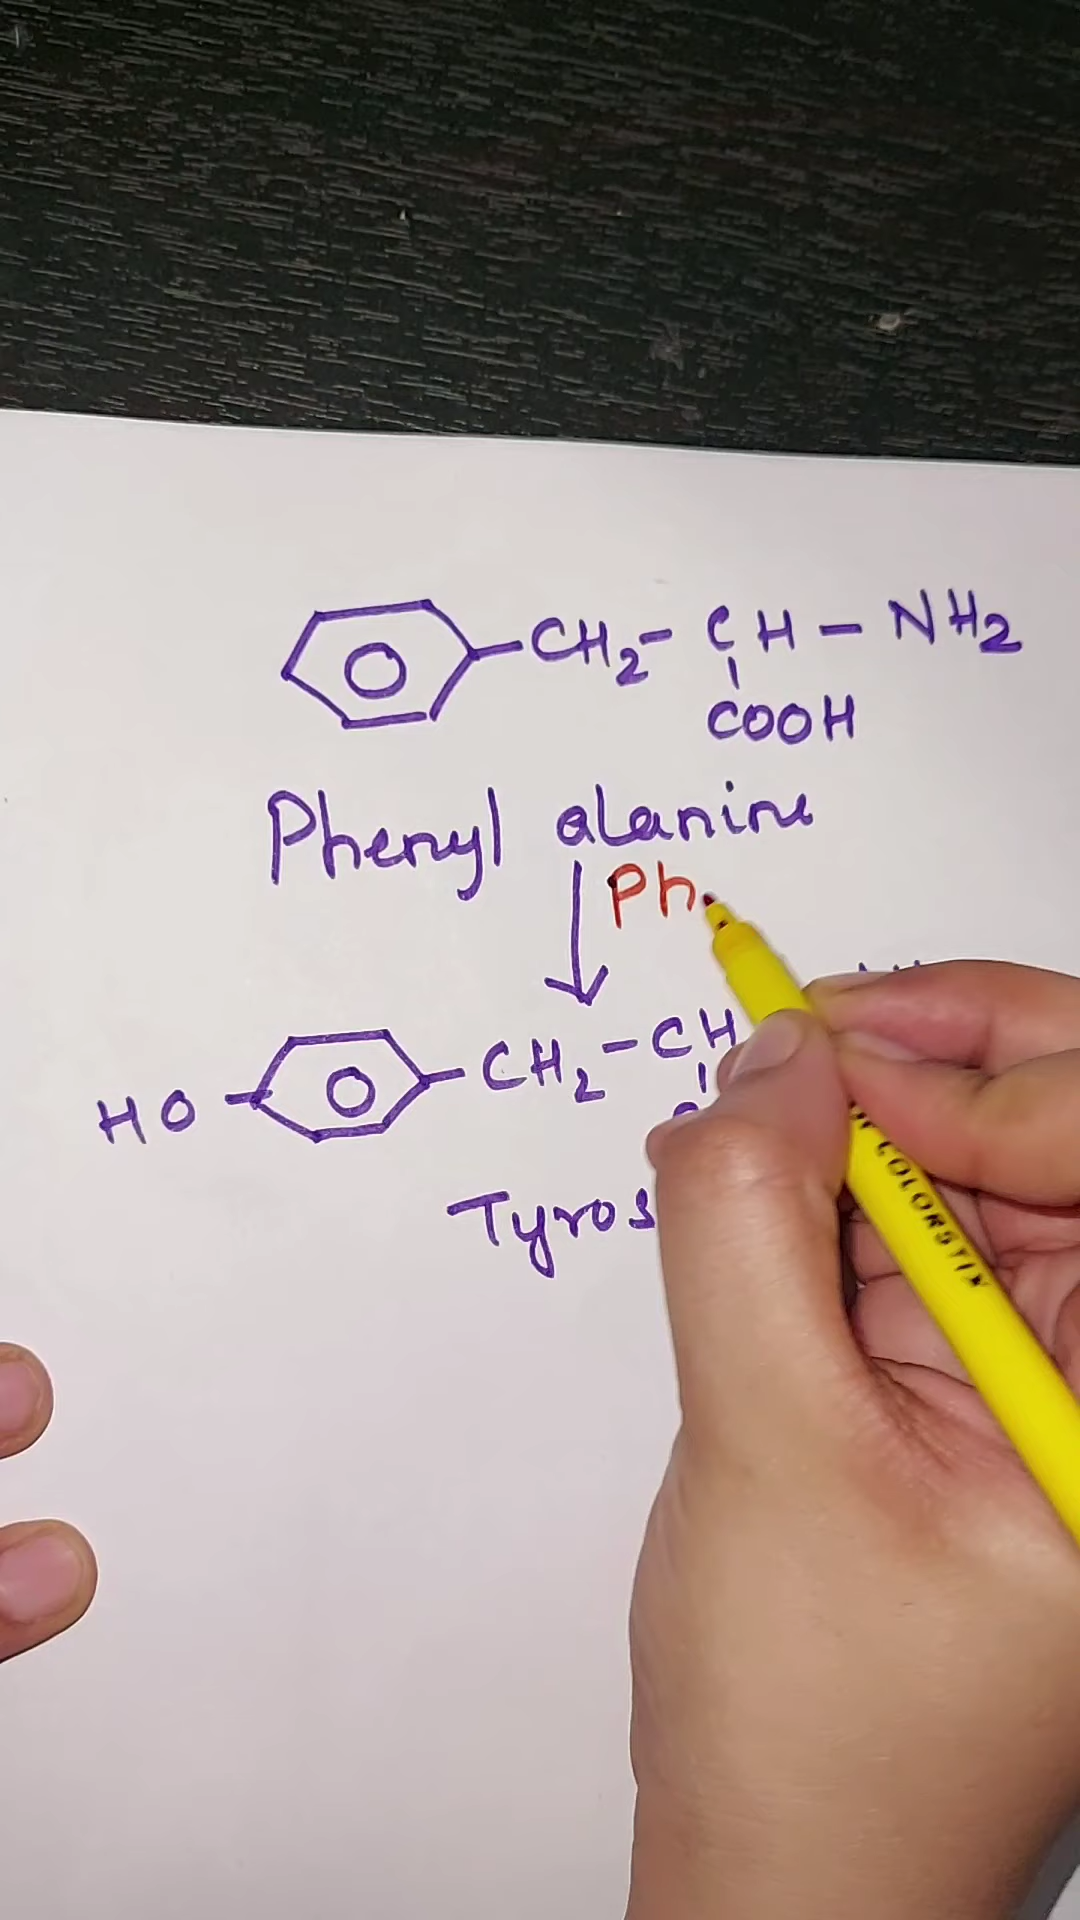 CH2 - CH - NH2
COOH
Phenyl alanine
Ph
HO - CH2 - CH
Tyros
COLORSTIX